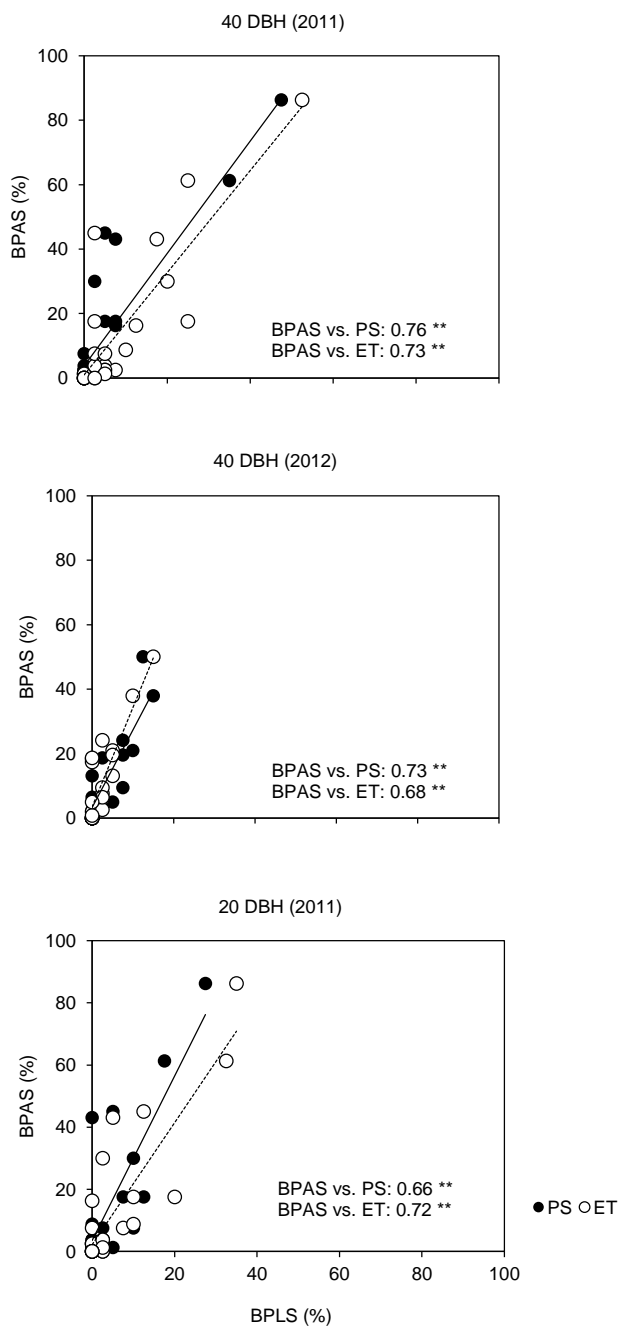 40 DBH (2011)
100
80
60
40
20
0
BPAS (%)
BPAS vs. PS: 0.76 **
BPAS vs. ET: 0.73 **
40 DBH (2012)
100
80
60
40
20
0
BPAS (%)
BPAS vs. PS: 0.73 **
BPAS vs. ET: 0.68 **
20 DBH (2011)
100
80
60
40
20
0
BPAS (%)
BPAS vs. PS: 0.66 **
BPAS vs. ET: 0.72 **
PS ET
0 20 40 60 80 100
BPLS (%)